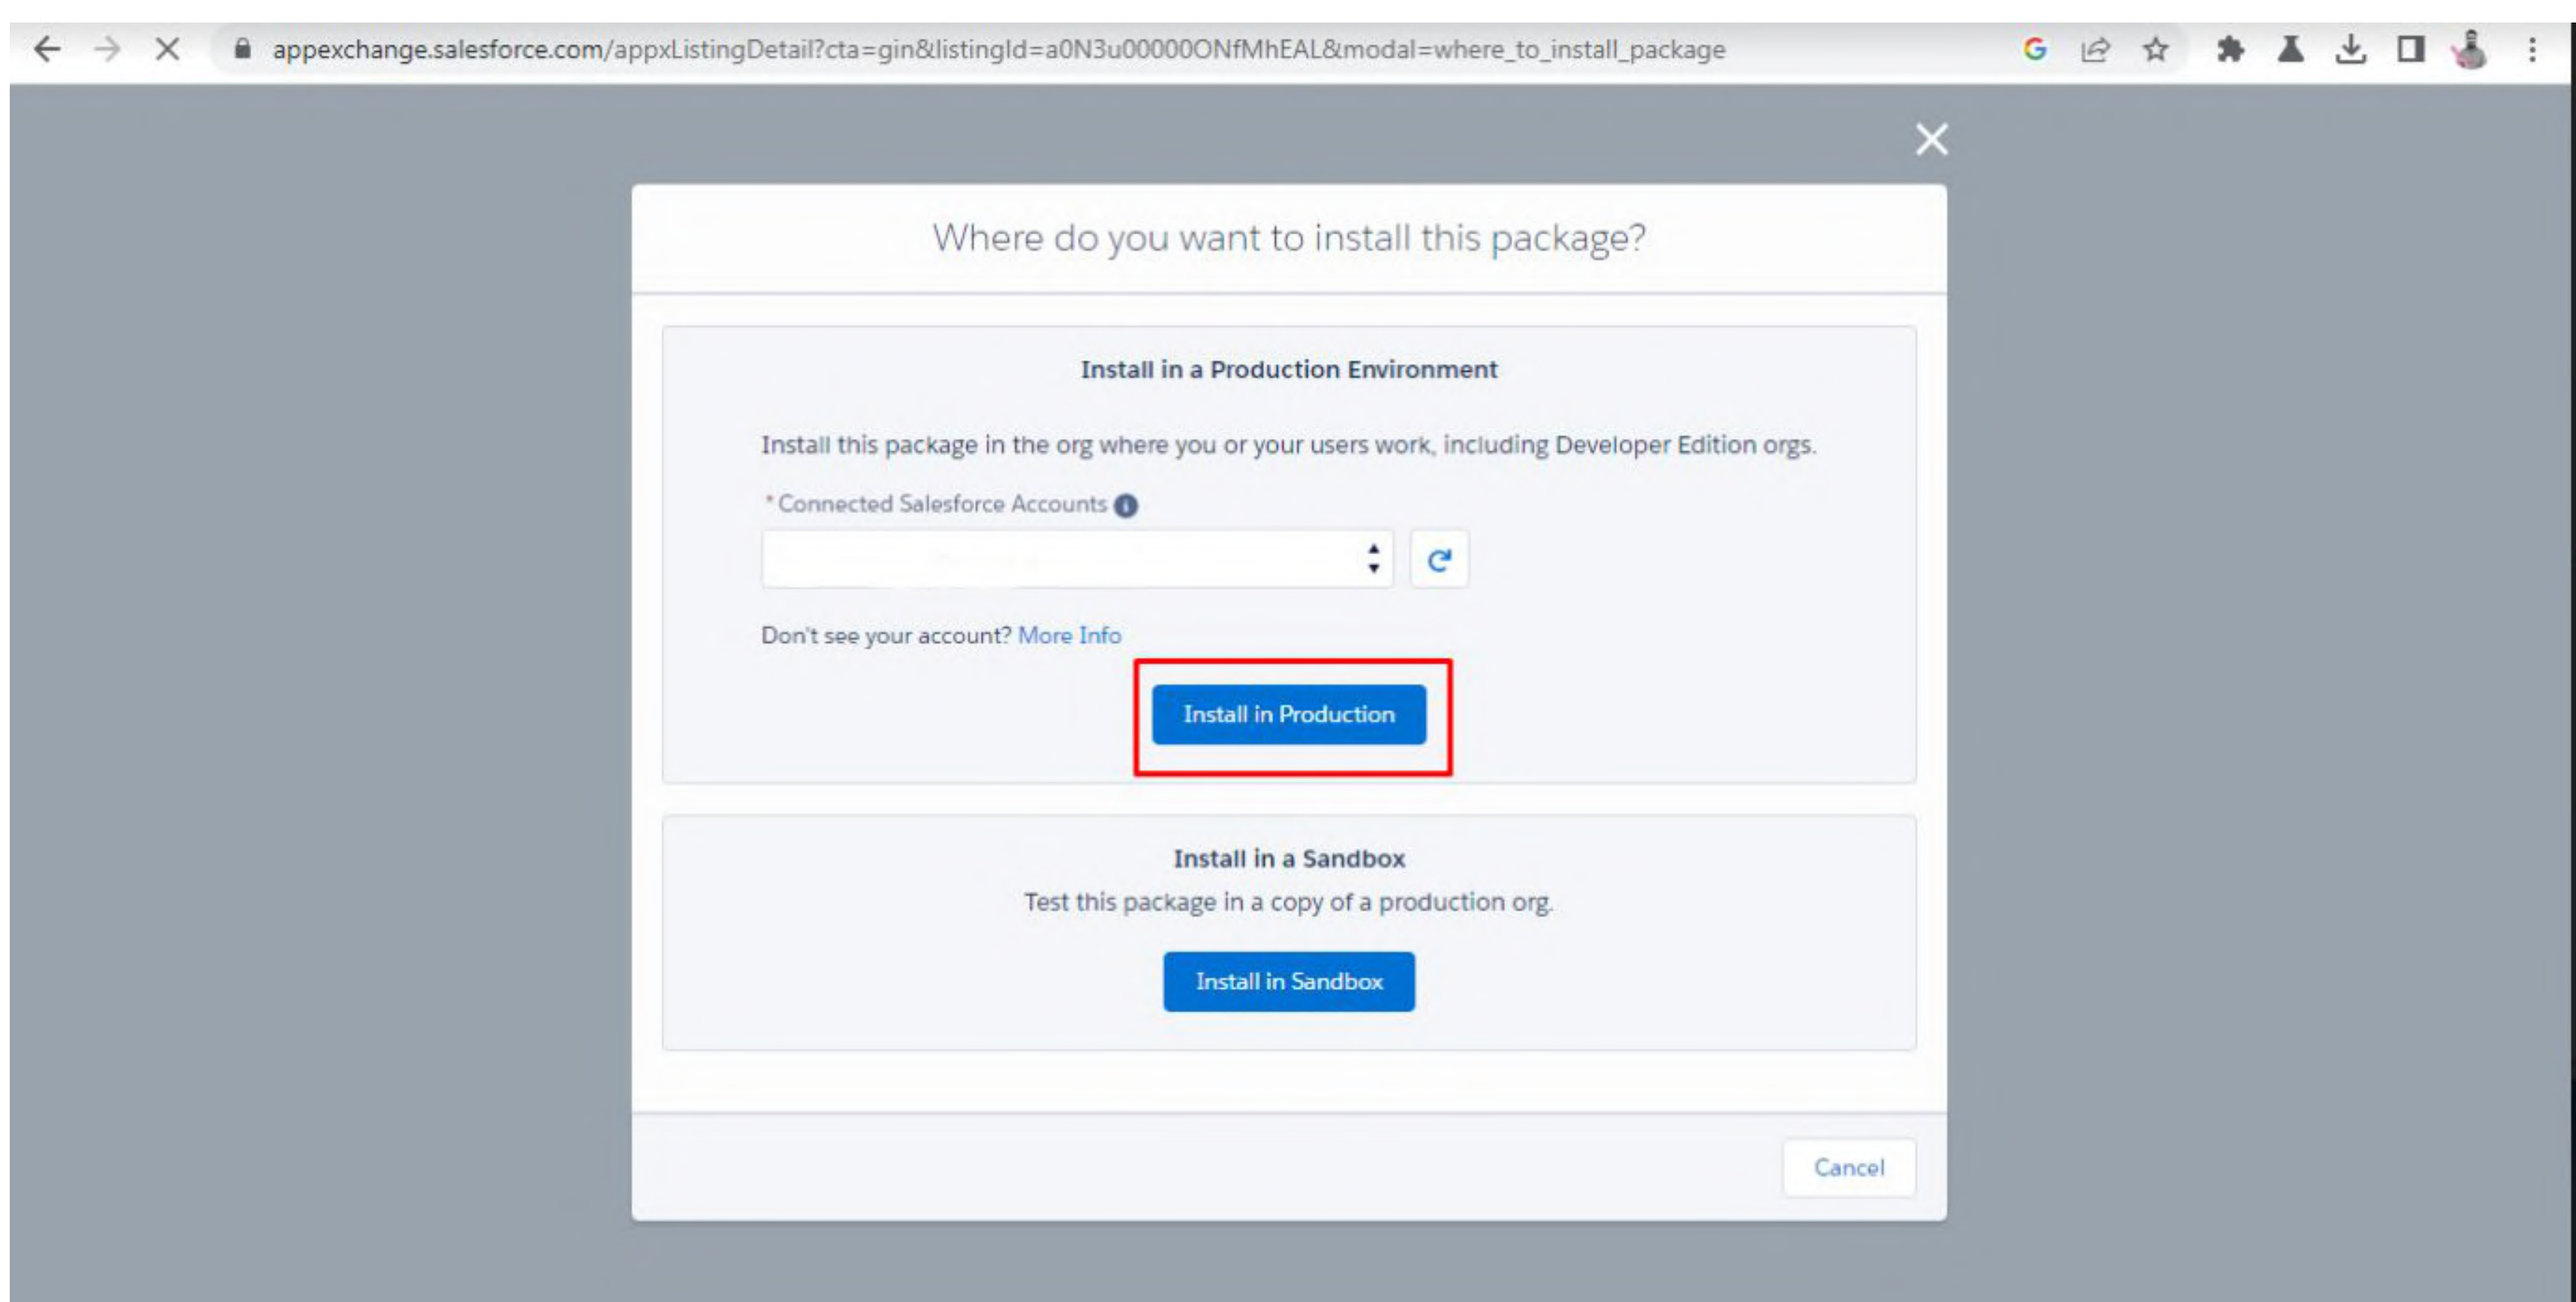 appexchange.salesforce.com/appxListingDetail?cta=gin&listingId=a0N3u00000ONfMhEAL&modal=where_to_install_package
Where do you want to install this package?
Install in a Production Environment
Install this package in the org where you or your users work, including Developer Edition orgs.
* Connected Salesforce Accounts
Don't see your account? More Info
Install in Production
Install in a Sandbox
Test this package in a copy of a production org.
Install in Sandbox
Cancel